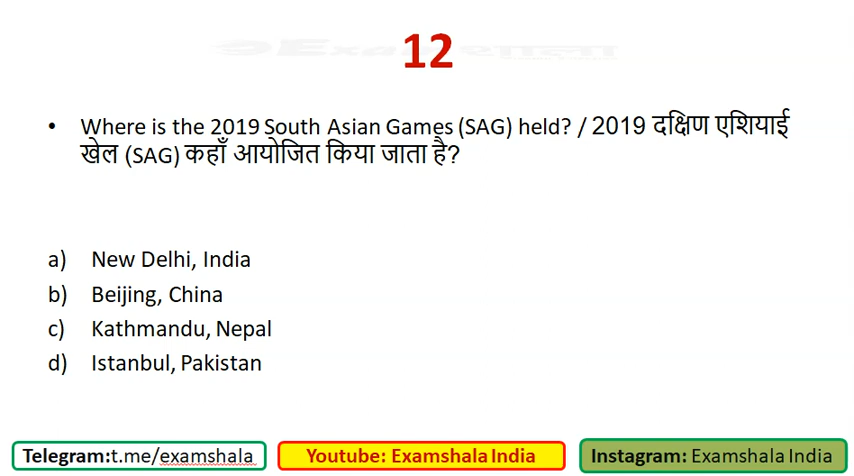 Examशाला
12
• Where is the 2019 South Asian Games (SAG) held? / 2019 दक्षिण एशियाई
खेल (SAG) कहाँ आयोजित किया जाता है?
a) New Delhi, India
b) Beijing, China
c) Kathmandu, Nepal
d) Istanbul, Pakistan
Telegram:t.me/examshala
Youtube: Examshala India
Instagram: Examshala India